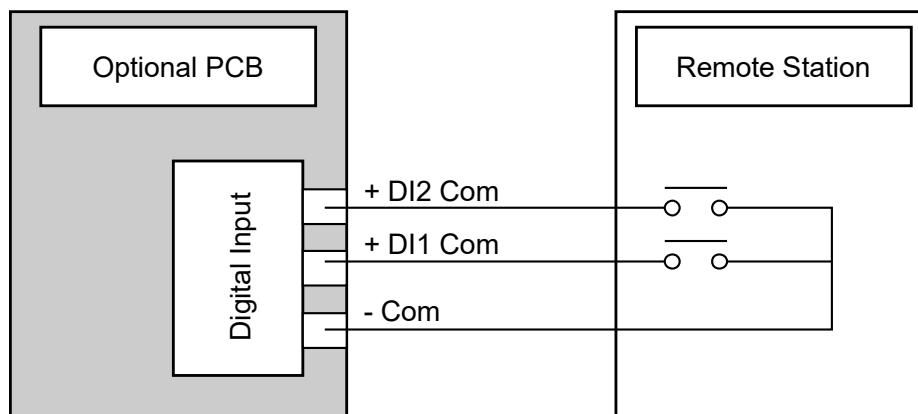 Optional PCB
Remote Station
Digital Input
+ DI2 Com
+ DI1 Com
- Com